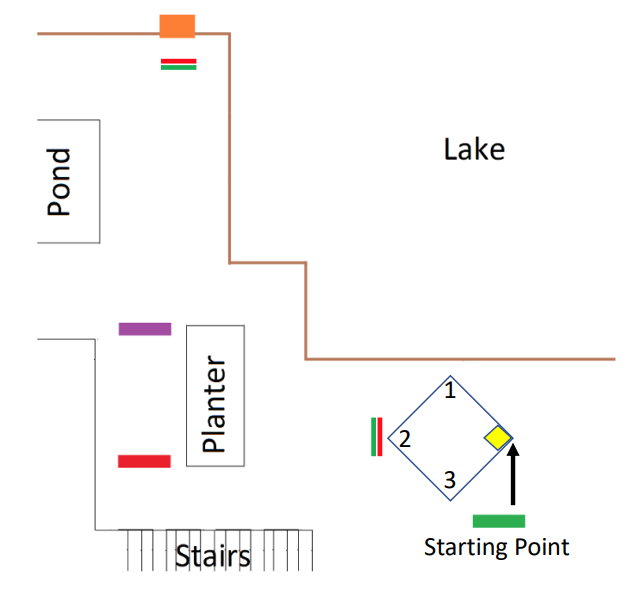 Lake
Pond
Planter
1
2
3
Stairs
Starting Point